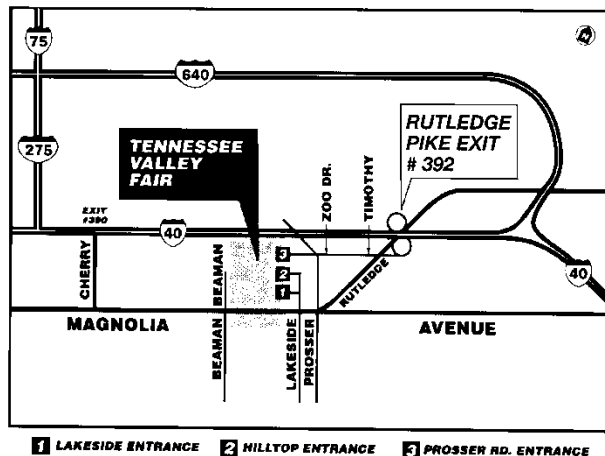 75
640
TENNESSEE
VALLEY
FAIR
RUTLEDGE
PIKE EXIT
# 392
275
ZOO DR.
TIMOTHY
EXIT
#390
40
CHERRY
BEAMAN
3
2
1
RUTLEDGE
40
MAGNOLIA
BEAMAN
LAKESIDE
PROSSER
AVENUE
1 LAKESIDE ENTRANCE 2 HILLTOP ENTRANCE 3 PROSSER RD. ENTRANCE